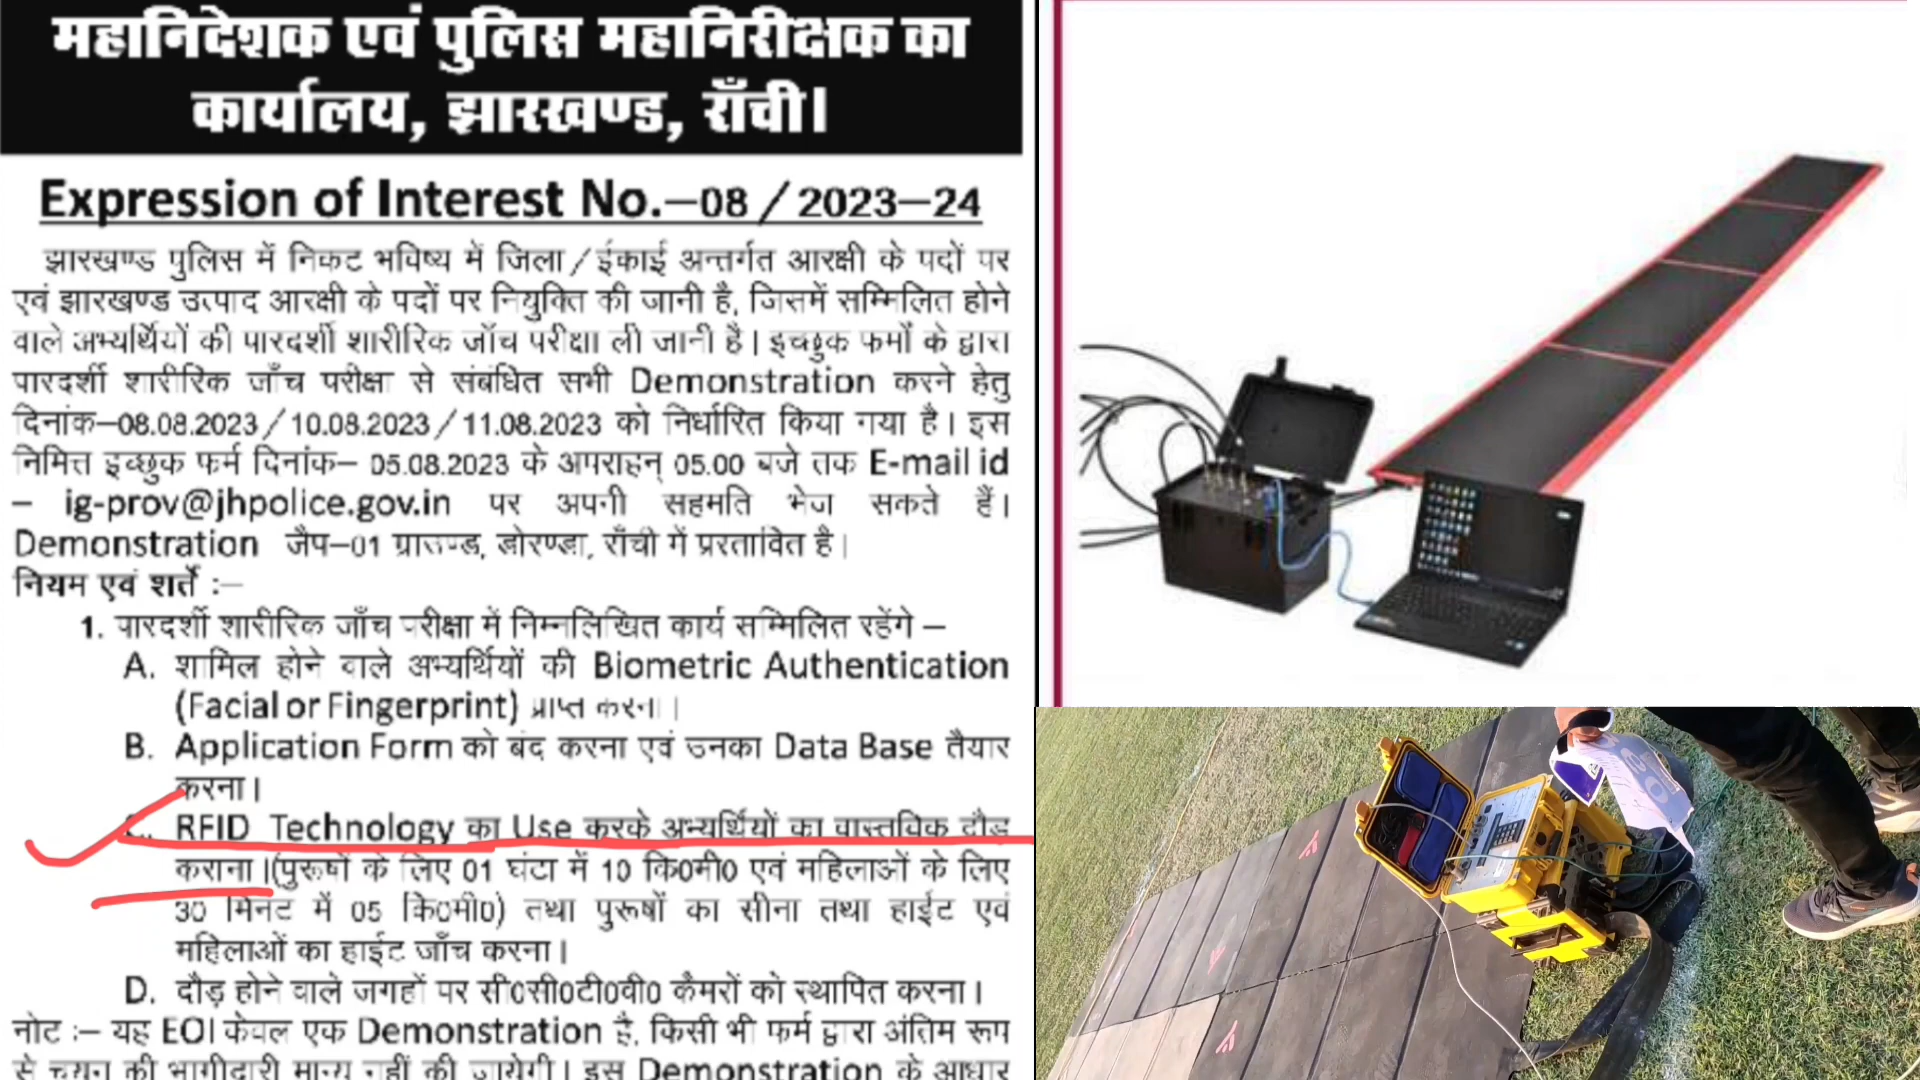 महानिदेशक एवं पुलिस महानिरीक्षक का
कार्यालय, झारखण्ड, राँची।
Expression of Interest No.–08 / 2023–24
झारखण्ड पुलिस में निकट भविष्य में जिला / ईकाई अन्तर्गत आरक्षी के पदों पर
एवं झारखण्ड उत्पाद आरक्षी के पदों पर नियुक्ति की जानी है, जिसमें सम्मिलित होने
वाले अभ्यर्थियों की पारदर्शी शारीरिक जाँच परीक्षा ली जानी है। इच्छुक फर्मो के द्वारा
पारदर्शी शारीरिक जाँच परीक्षा से संबंधित सभी Demonstration करने हेतु
दिनांक–08.08.2023 / 10.08.2023 / 11.08.2023 को निर्धारित किया गया है। इस
निमित्त इच्छुक फर्म दिनांक– 05.08.2023 के अपराहन् 05.00 बजे तक E-mail id
– ig-prov@jhpolice.gov.in पर अपनी सहमति भेज सकते हैं।
Demonstration जैप–01 ग्राउण्ड, डोरण्डा, राँची में प्रस्तावित है।
नियम एवं शर्ते :–
1. पारदर्शी शारीरिक जाँच परीक्षा में निम्नलिखित कार्य सम्मिलित रहेंगे –
A. शामिल होने वाले अभ्यर्थियों की Biometric Authentication
(Facial or Fingerprint) प्राप्त करना।
B. Application Form को बंद करना एवं उनका Data Base तैयार
करना।
C. RFID Technology का Use करके अभ्यर्थियों का वास्तविक दौड़
कराना।(पुरूषों के लिए 01 घंटा में 10 कि0मी0 एवं महिलाओं के लिए
30 मिनट में 05 कि0मी0) तथा पुरूषों का सीना तथा हाईट एवं
महिलाओं का हाईट जाँच करना।
D. दौड़ होने वाले जगहों पर सी0सी0टी0वी0 कैमरों को स्थापित करना।
नोट :– यह EOI केवल एक Demonstration है, किसी भी फर्म द्वारा अंतिम रूप
से चयन की भागीदारी मान्य नहीं की जायेगी। इस Demonstration के आधार